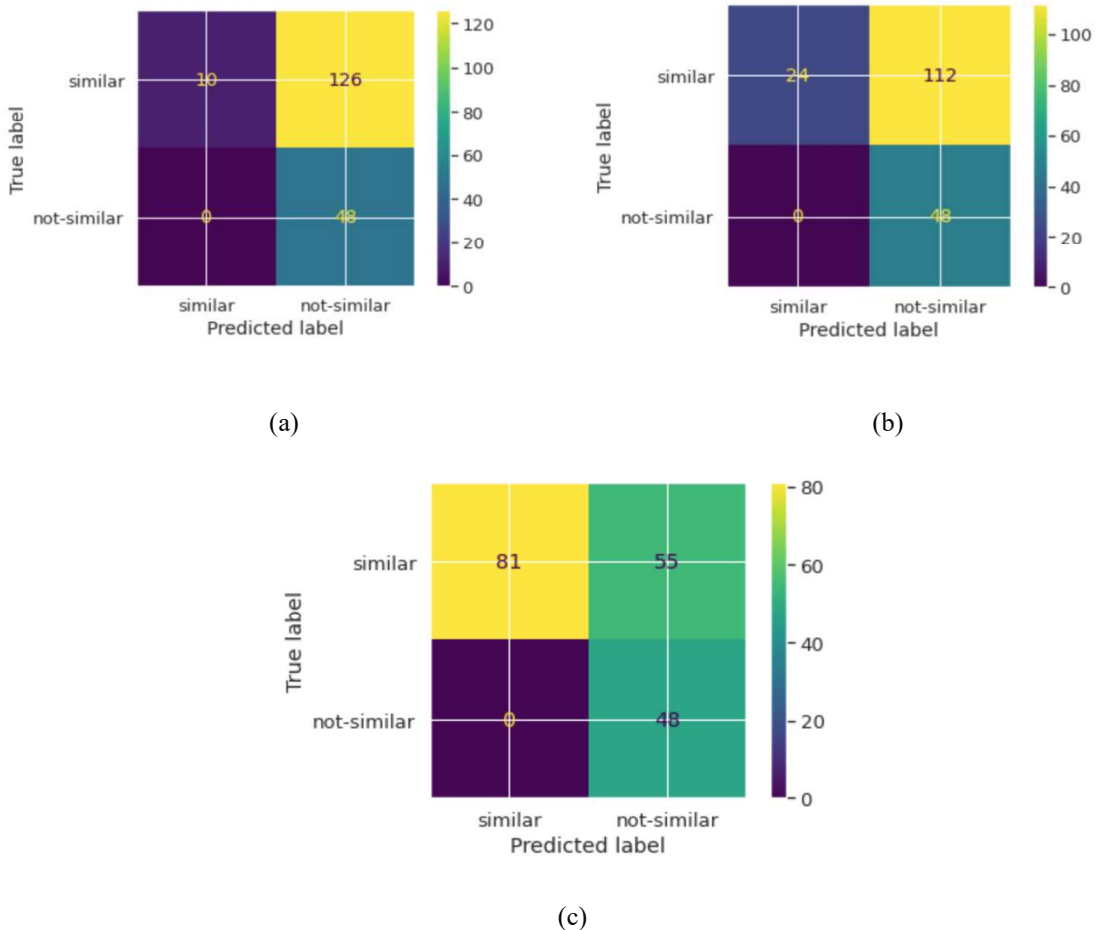 120
100
80
60
40
20
0
True label
similar
not-similar
10 126
0 48
similar not-similar
Predicted label
(a)
100
80
60
40
20
0
True label
similar
not-similar
24 112
0 48
similar not-similar
Predicted label
(b)
80
60
40
20
0
True label
similar
not-similar
81 55
0 48
similar not-similar
Predicted label
(c)